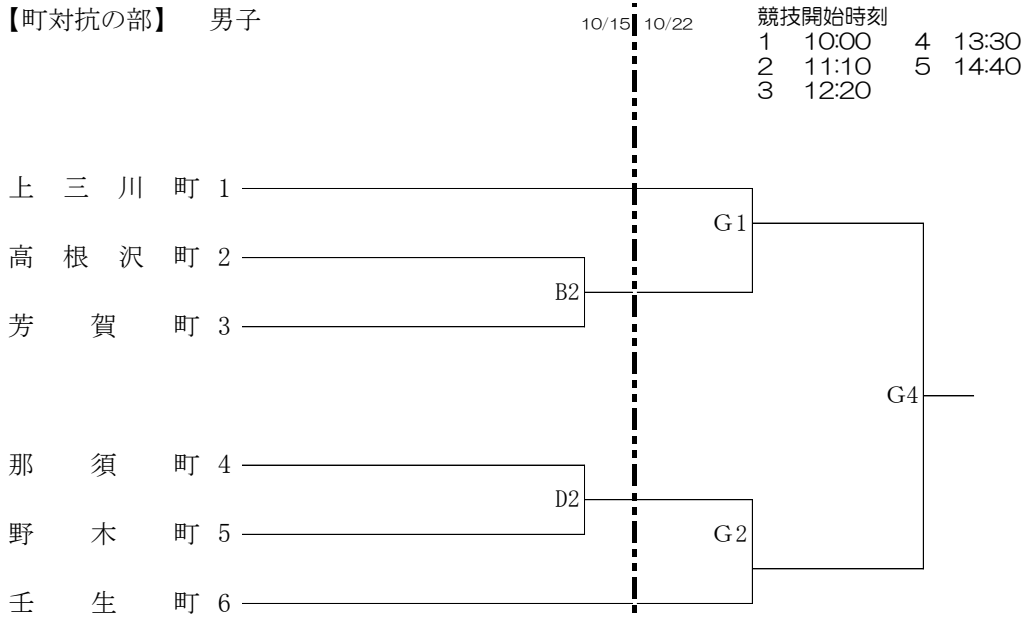 【町対抗の部】 男子
10/15 10/22
競技開始時刻
1 10:00 4 13:30
2 11:10 5 14:40
3 12:20
上三川町 1
G1
高根沢町 2
B2
芳賀町 3
G4
那須町 4
D2
野木町 5
G2
壬生町 6